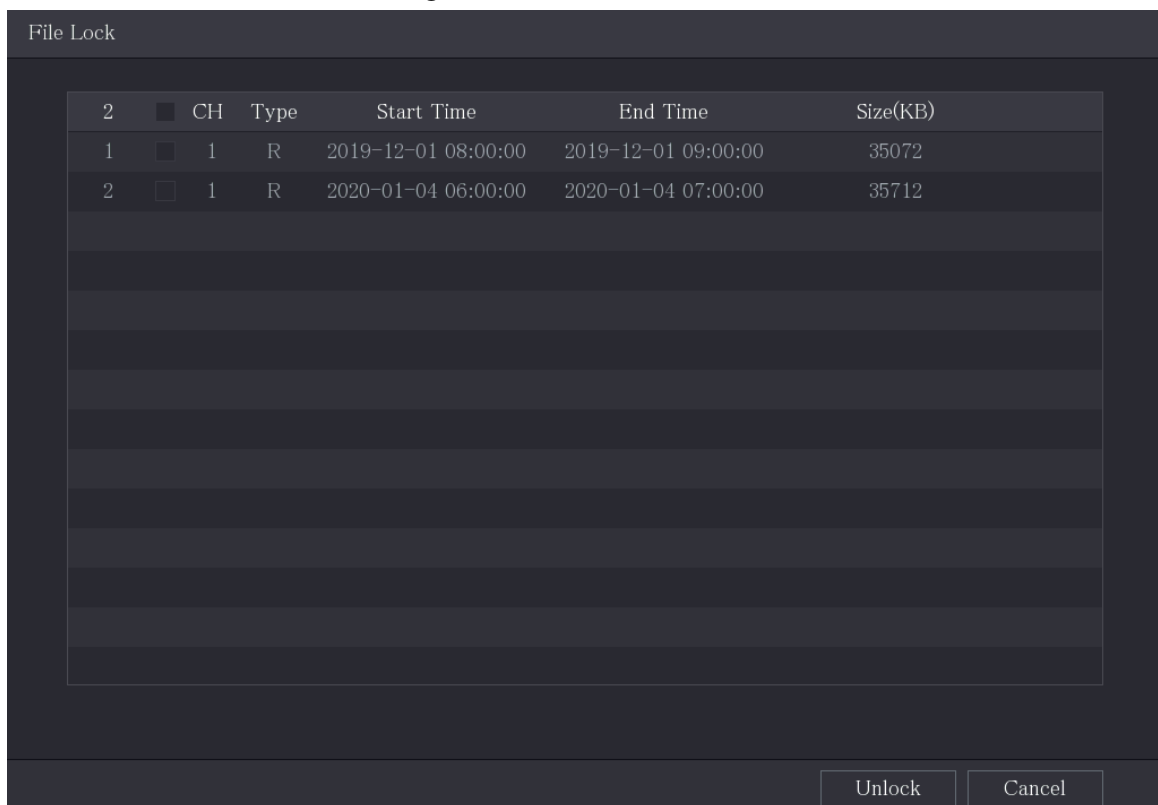 File Lock
2 CH Type Start Time End Time Size(KB)
1 1 R 2019-12-01 08:00:00 2019-12-01 09:00:00 35072
2 1 R 2020-01-04 06:00:00 2020-01-04 07:00:00 35712
Unlock Cancel